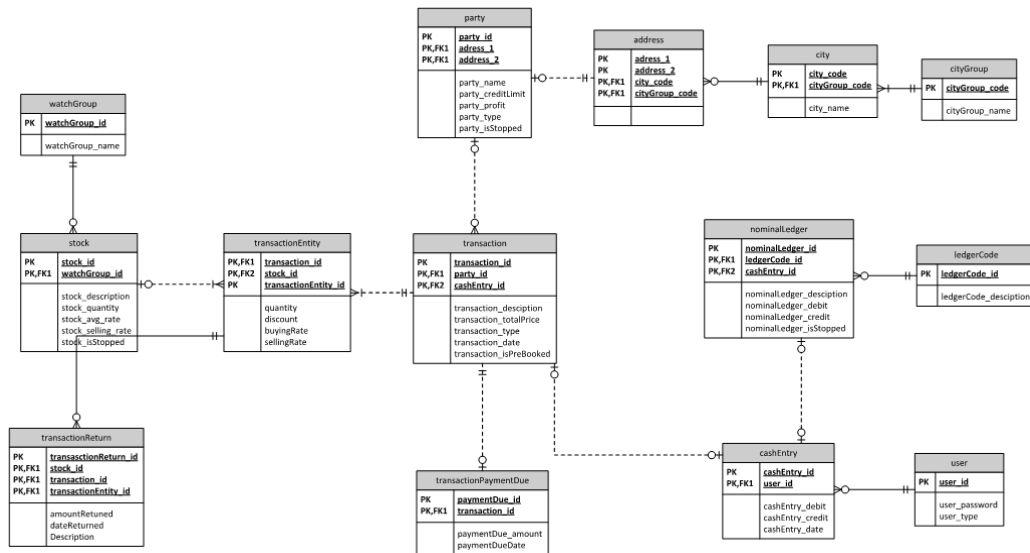 party
PK party_id
PK,FK1 adress_1
PK,FK1 address_2
party_name
party_creditLimit
party_profit
party_type
party_isStopped
address
PK adress_1
PK address_2
PK,FK1 city_code
PK,FK1 cityGroup_code
city
PK city_code
PK,FK1 cityGroup_code
city_name
cityGroup
PK cityGroup_code
cityGroup_name
watchGroup
PK watchGroup_id
watchGroup_name
stock
PK stock_id
PK,FK1 watchGroup_id
stock_description
stock_quantity
stock_avg_rate
stock_selling_rate
stock_isStopped
transactionEntity
PK,FK1 transaction_id
PK,FK2 stock_id
PK transactionEntity_id
quantity
discount
buyingRate
sellingRate
transaction
PK transaction_id
PK,FK1 party_id
PK,FK2 cashEntry_id
transaction_desciption
transaction_totalPrice
transaction_type
transaction_date
transaction_isPreBooked
nominalLedger
PK nominalLedger_id
PK,FK1 ledgerCode_id
PK,FK2 cashEntry_id
nominalLedger_desciption
nominalLedger_debit
nominalLedger_credit
nominalLedger_isStopped
ledgerCode
PK ledgerCode_id
ledgerCode_desciption
transactionReturn
PK transasctionReturn_id
PK,FK1 stock_id
PK,FK1 transaction_id
PK,FK1 transactionEntity_id
amountRetuned
dateReturned
Description
transactionPaymentDue
PK paymentDue_id
PK,FK1 transaction_id
paymentDue_amount
paymentDueDate
cashEntry
PK cashEntry_id
PK,FK1 user_id
cashEntry_debit
cashEntry_credit
cashEntry_date
user
PK user_id
user_password
user_type